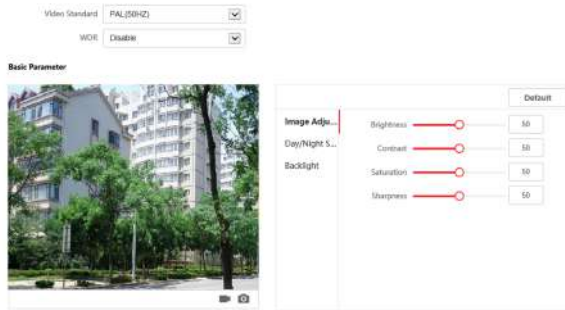 Video Standard PAL(50HZ)
WDR Disable
Basic Parameter
Default
Image Adju...
Day/Night S...
Backlight
Brightness 50
Contrast 50
Saturation 50
Sharpness 50